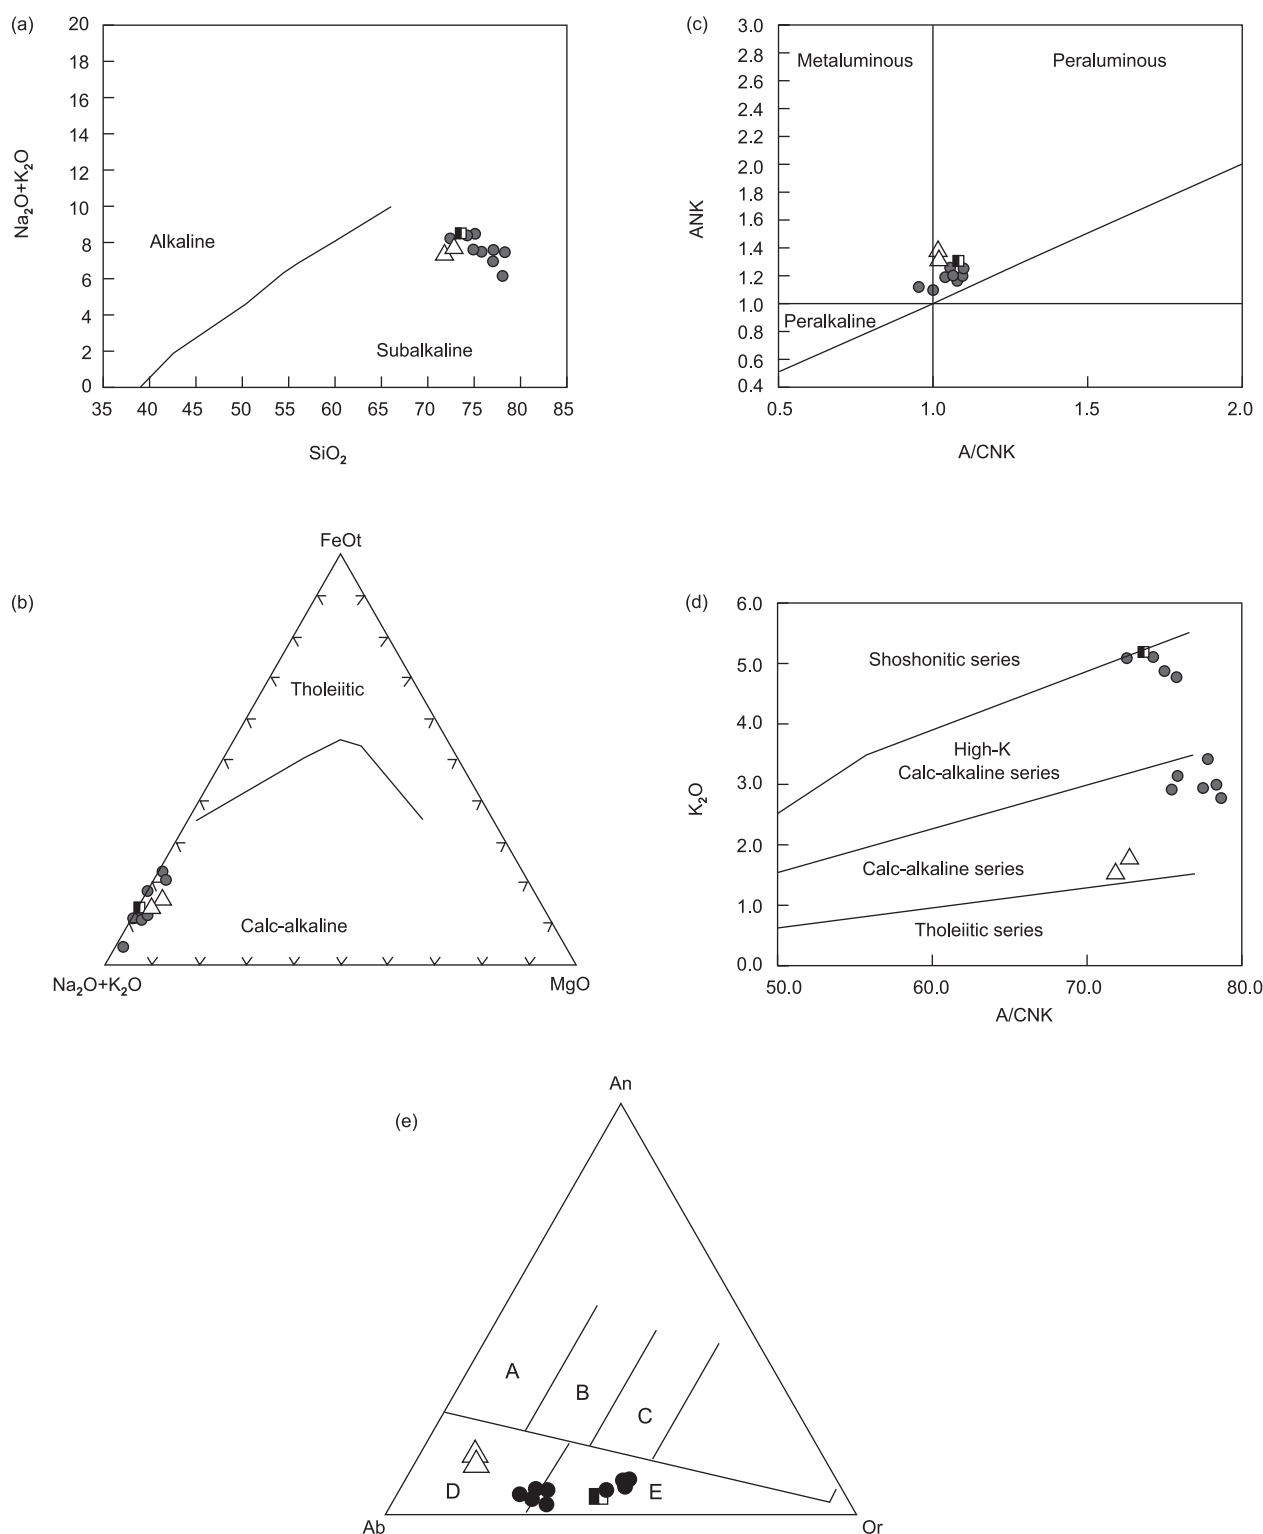 (a)
20
18
16
14
12
10
8
6
4
2
0
Na₂O+K₂O
Alkaline
Subalkaline
35 40 45 50 55 60 65 70 75 80 85
SiO₂
(c)
3.0
2.8
2.6
2.4
2.2
2.0
1.8
1.6
1.4
1.2
1.0
0.8
0.6
0.4
ANK
Metaluminous
Peraluminous
Peralkaline
0.5 1.0 1.5 2.0
A/CNK
(b)
FeOt
Tholeiitic
Calc-alkaline
Na₂O+K₂O
MgO
(d)
6.0
5.0
4.0
3.0
2.0
1.0
0.0
K₂O
Shoshonitic series
High-K
Calc-alkaline series
Calc-alkaline series
Tholeiitic series
50.0 60.0 70.0 80.0
A/CNK
(e)
An
A
B
C
D
E
Ab
Or